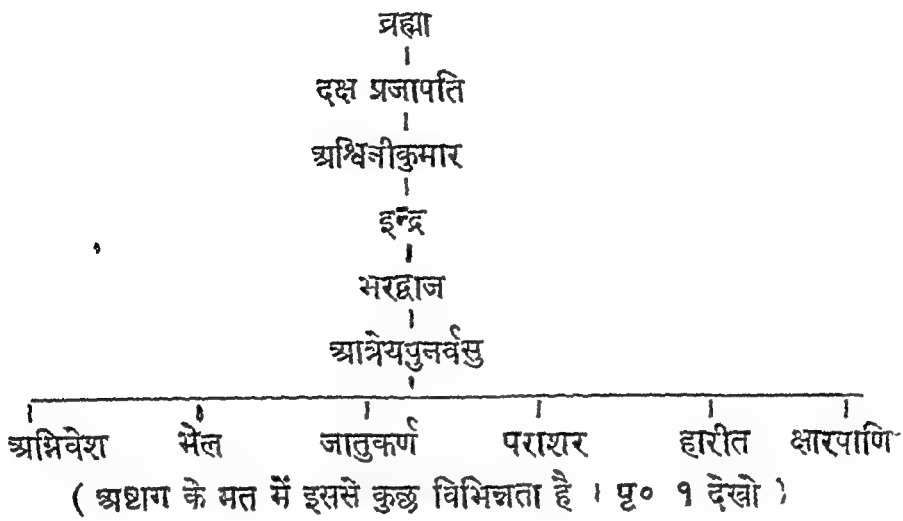 ब्रह्मा
दक्ष प्रजापति
अश्विनीकुमार
इन्द्र
भरद्वाज
आत्रेयपुनर्वसु
अग्निवेश भेल जातुकर्ण पराशर हारीत क्षारपाणि
( अष्टाग के मत में इससे कुछ विभिन्नता है । पृ० १ देखो )